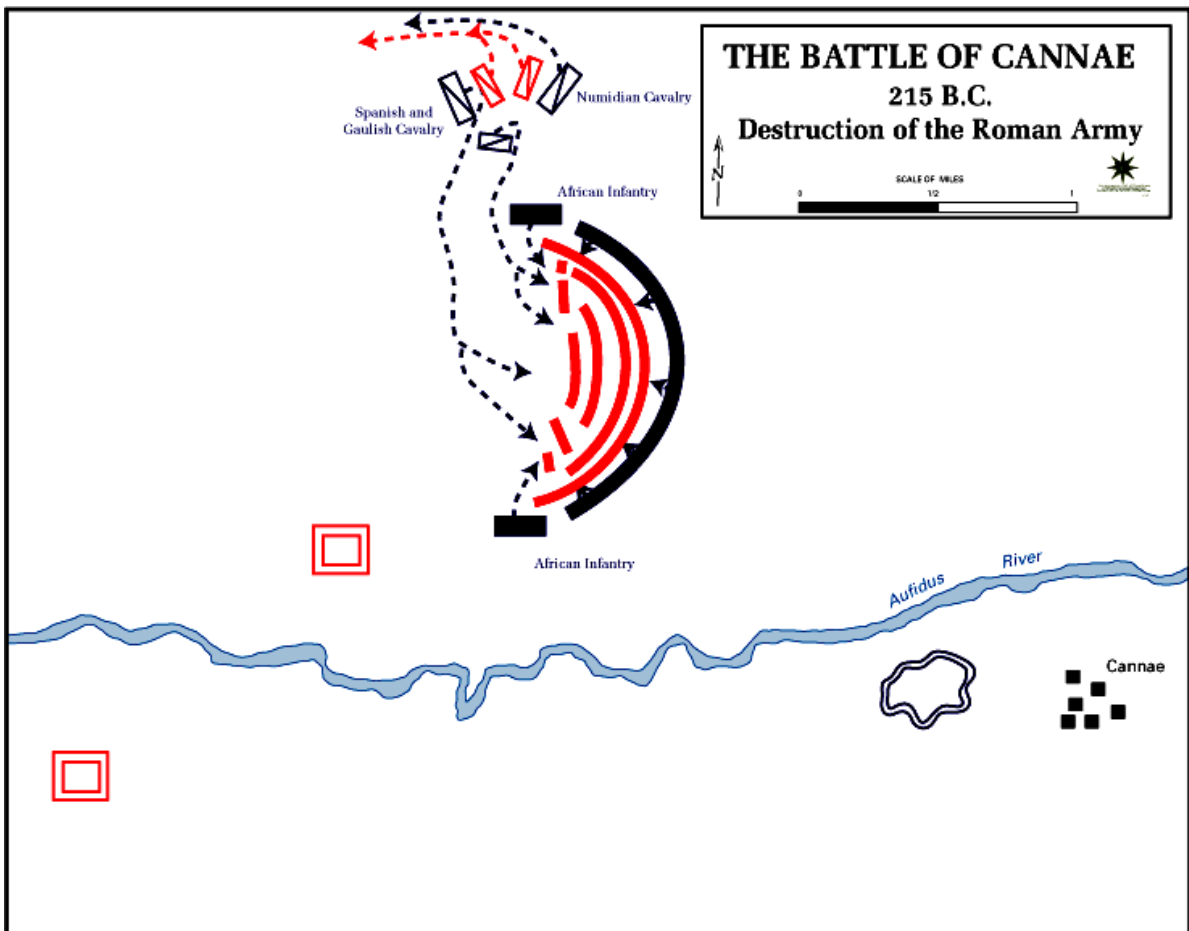 THE BATTLE OF CANNAE
215 B.C.
Destruction of the Roman Army
N
SCALE OF MILES
0 1/2 1
Numidian Cavalry
Spanish and
Gaulish Cavalry
African Infantry
African Infantry
Aufidus River
Cannae